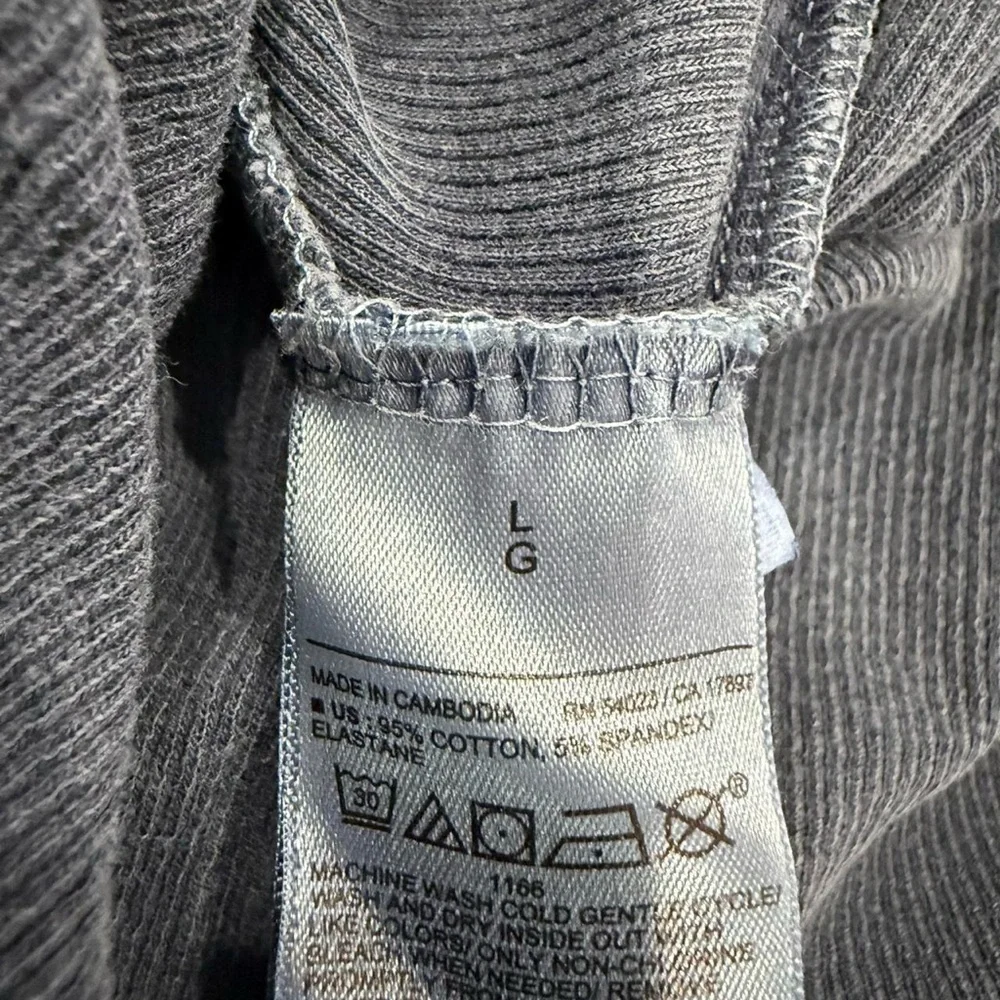 L
G
MADE IN CAMBODIA RN 54023 / CA 17897
US : 95% COTTON, 5% SPANDEX/
ELASTANE
30
®
1166
MACHINE WASH COLD GENTLE CYCLE/
WASH AND DRY INSIDE OUT WITH
LIKE COLORS/ ONLY NON-CHLORINE
BLEACH WHEN NEEDED/ REMOVE